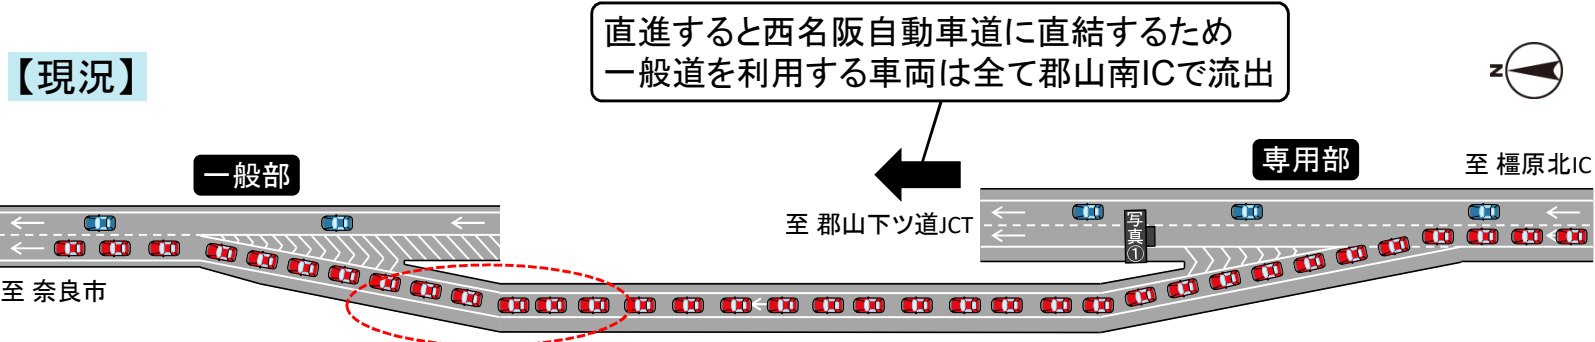 【現況】
直進すると西名阪自動車道に直結するため
一般道を利用する車両は全て郡山南ICで流出
N
一般部
専用部
至 橿原北IC
至 郡山下ツ道JCT
写真①
至 奈良市